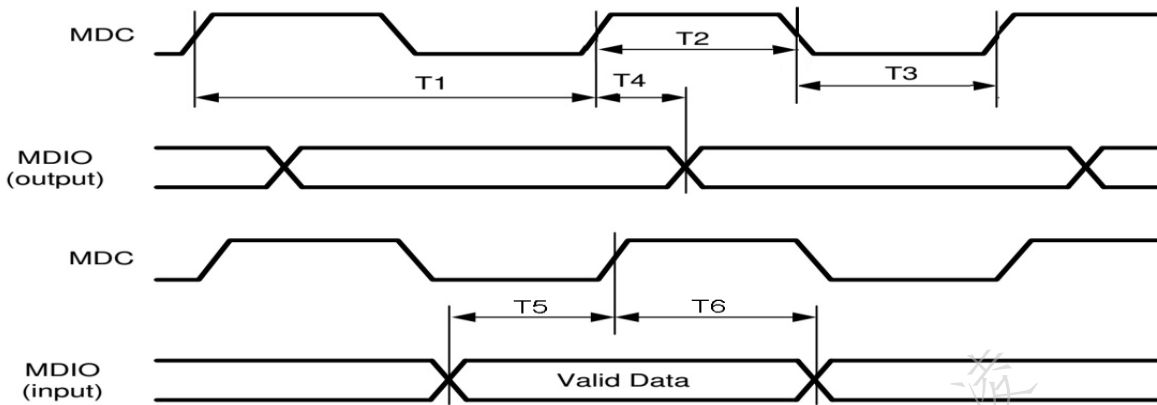 MDC
T1
T2
T4
T3
MDIO
(output)
MDC
T5
T6
MDIO
(input)
Valid Data